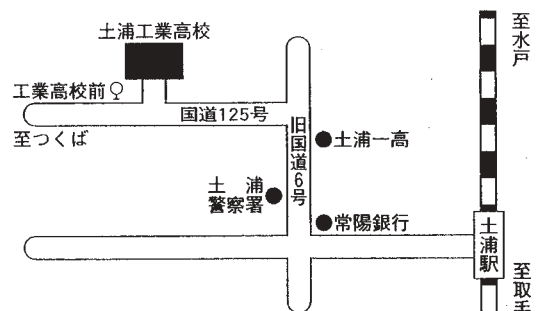 土浦工業高校
工業高校前
国道125号
至つくば
旧国道6号
土浦一高
土浦
警察署
常陽銀行
土浦駅
至水戸
至取手